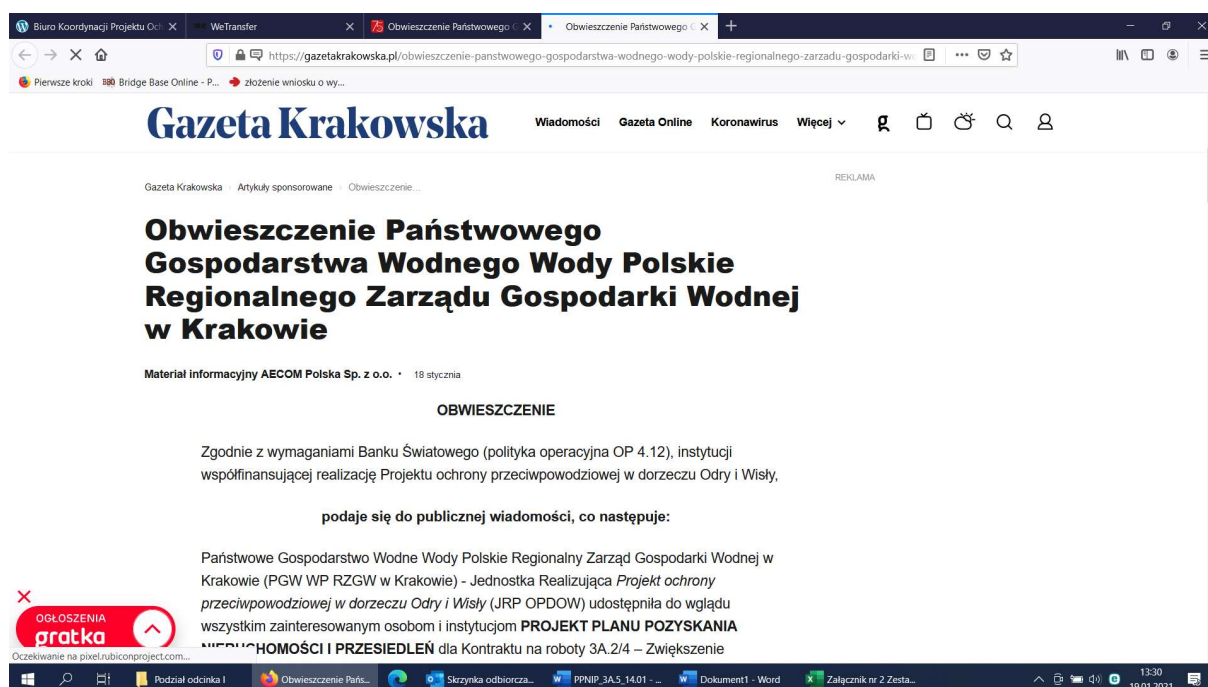 Biuro Koordynacji Projektu Och
WeTransfer
Obwieszczenie Państwowego G
Obwieszczenie Państwowego G
https://gazetakrakowska.pl/obwieszczenie-panstwowego-gospodarstwa-wodnego-wody-polskie-regionalnego-zarzadu-gospodarki-wo
Pierwsze kroki
BBO Bridge Base Online - P...
złożenie wniosku o wy...
Gazeta Krakowska
Wiadomości Gazeta Online Koronawirus Więcej
g
REKLAMA
Gazeta Krakowska Artykuły sponsorowane Obwieszczenie...
Obwieszczenie Państwowego
Gospodarstwa Wodnego Wody Polskie
Regionalnego Zarządu Gospodarki Wodnej
w Krakowie
Materiał informacyjny AECOM Polska Sp. z o.o. • 18 stycznia
OBWIESZCZENIE
Zgodnie z wymaganiami Banku Światowego (polityka operacyjna OP 4.12), instytucji
współfinansującej realizację Projektu ochrony przeciwpowodziowej w dorzeczu Odry i Wisły,
podaje się do publicznej wiadomości, co następuje:
Państwowe Gospodarstwo Wodne Wody Polskie Regionalny Zarząd Gospodarki Wodnej w
Krakowie (PGW WP RZGW w Krakowie) - Jednostka Realizująca Projekt ochrony
przeciwpowodziowej w dorzeczu Odry i Wisły (JRP OPDOW) udostępniła do wglądu
wszystkim zainteresowanym osobom i instytucjom PROJEKT PLANU POZYSKANIA
NIERUCHOMOŚCI I PRZESIEDLEŃ dla Kontraktu na roboty 3A.2/4 – Zwiększenie
OGŁOSZENIA
gratka
Oczekiwanie na pixel.rubiconproject.com...
Podział odcinka I
Obwieszczenie Pańs...
Skrzynka odbiorcza...
PPNIP_3A.5_14.01 - ...
Dokument1 - Word
Załącznik nr 2 Zesta...
13:30
19.01.2021